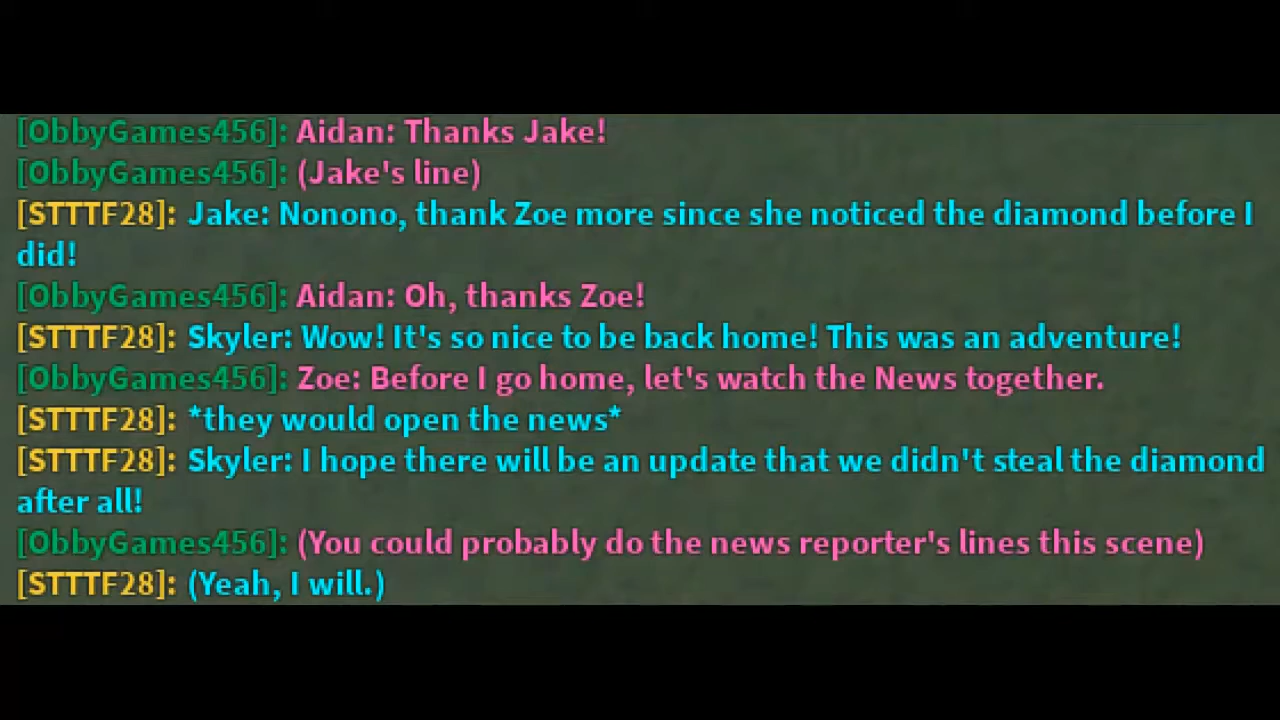 [ObbyGames456]: Aidan: Thanks Jake!
[ObbyGames456]: (Jake's line)
[STTTF28]: Jake: Nonono, thank Zoe more since she noticed the diamond before I
did!
[ObbyGames456]: Aidan: Oh, thanks Zoe!
[STTTF28]: Skyler: Wow! It's so nice to be back home! This was an adventure!
[ObbyGames456]: Zoe: Before I go home, let's watch the News together.
[STTTF28]: *they would open the news*
[STTTF28]: Skyler: I hope there will be an update that we didn't steal the diamond
after all!
[ObbyGames456]: (You could probably do the news reporter's lines this scene)
[STTTF28]: (Yeah, I will.)